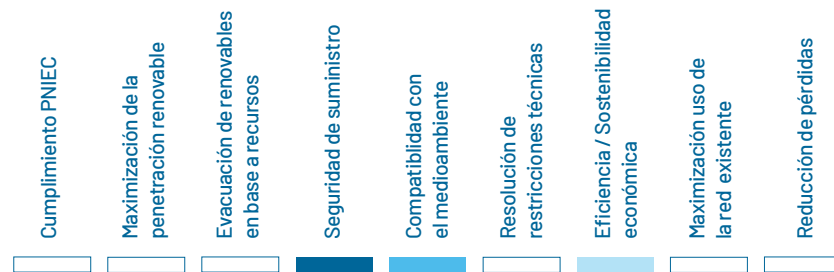 Cumplimiento PNIEC
Maximización de la
penetración renovable
Evacuación de renovables
en base a recursos
Seguridad de suministro
Compatiblidad con
el medioambiente
Resolución de
restricciones técnicas
Eficiencia / Sostenibilidad
económica
Maximización uso de
la red existente
Reducción de pérdidas